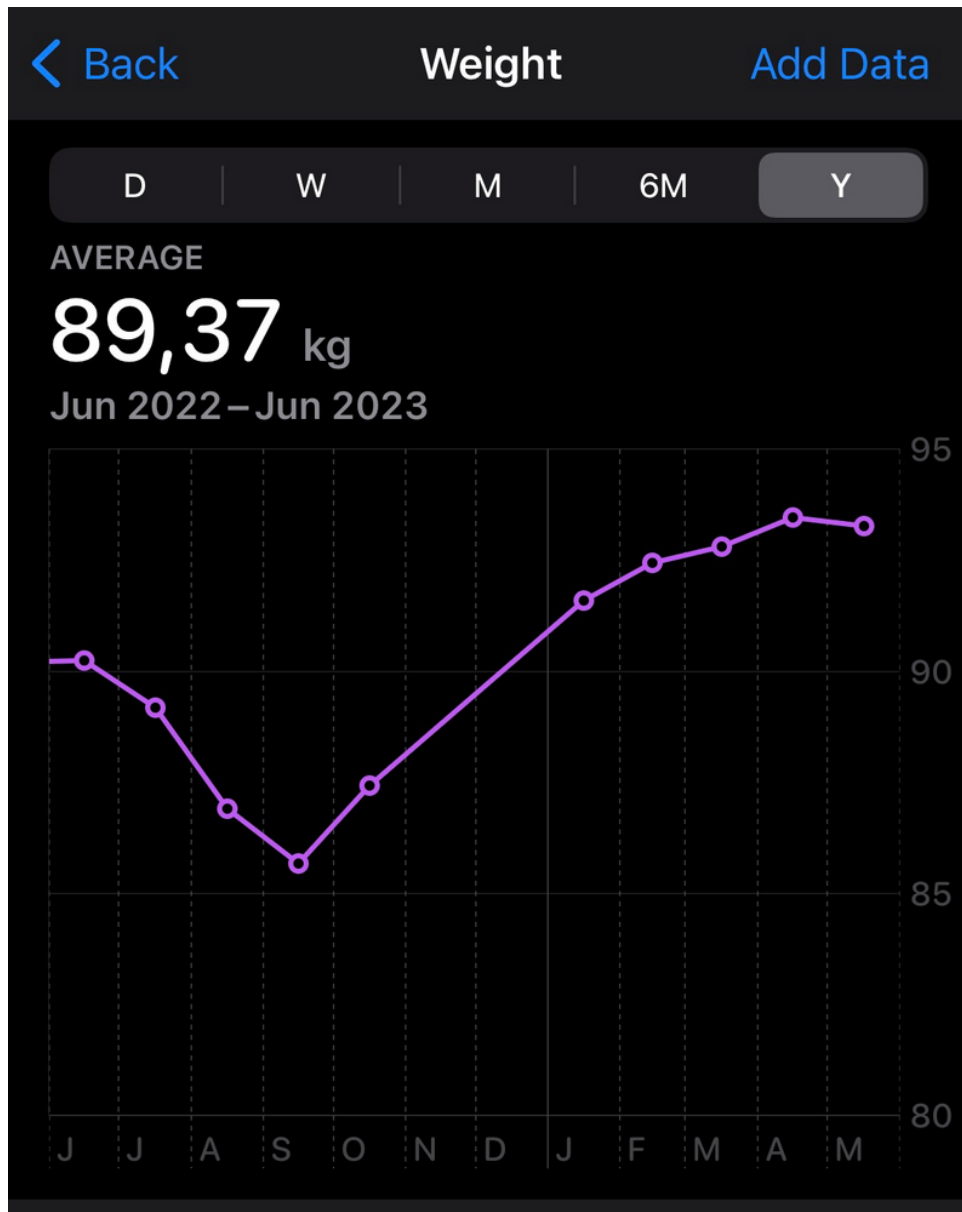 Back Weight Add Data
D W M 6M Y
AVERAGE
89,37 kg
Jun 2022–Jun 2023
95
90
85
80
J J A S O N D J F M A M